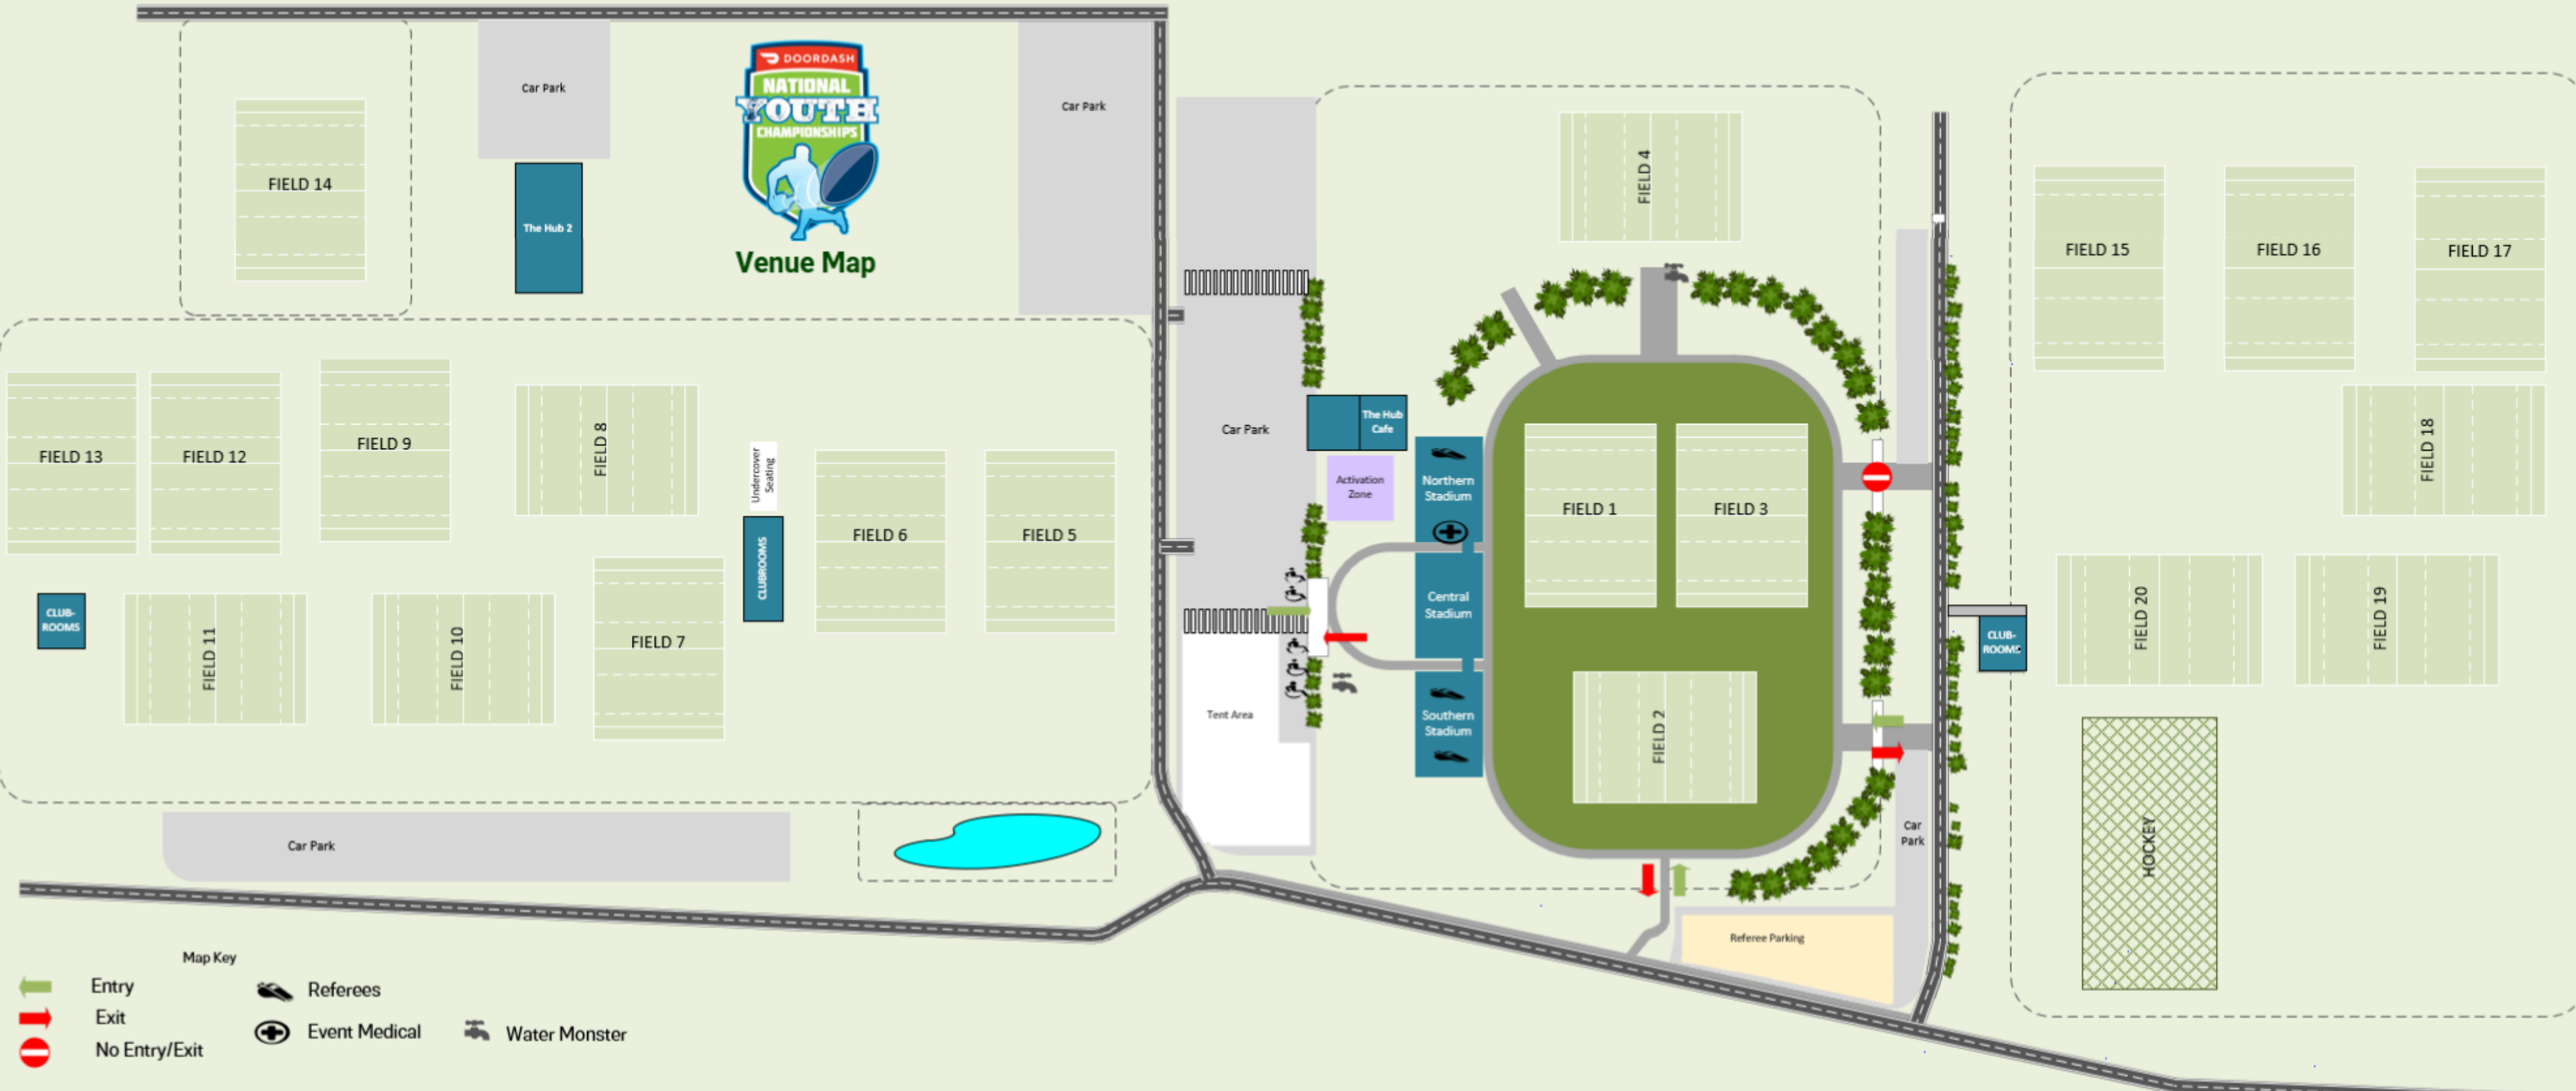 DOORDASH
NATIONAL
YOUTH
CHAMPIONSHIPS
Venue Map
Car Park
Car Park
FIELD 14
The Hub 2
FIELD 4
FIELD 15
FIELD 16
FIELD 17
FIELD 13
FIELD 12
FIELD 9
FIELD 8
Undercover
Seating
CLUBROOMS
FIELD 6
FIELD 5
Car Park
The Hub
Cafe
Activation
Zone
Northern
Stadium
FIELD 1
FIELD 3
FIELD 18
CLUB-
ROOMS
FIELD 11
FIELD 10
FIELD 7
Central
Stadium
CLUB-
ROOMS
FIELD 20
FIELD 19
Tent Area
Southern
Stadium
FIELD 2
Car Park
Car
Park
HOCKEY
Referee Parking
Map Key
Entry
Exit
No Entry/Exit
Referees
Event Medical
Water Monster